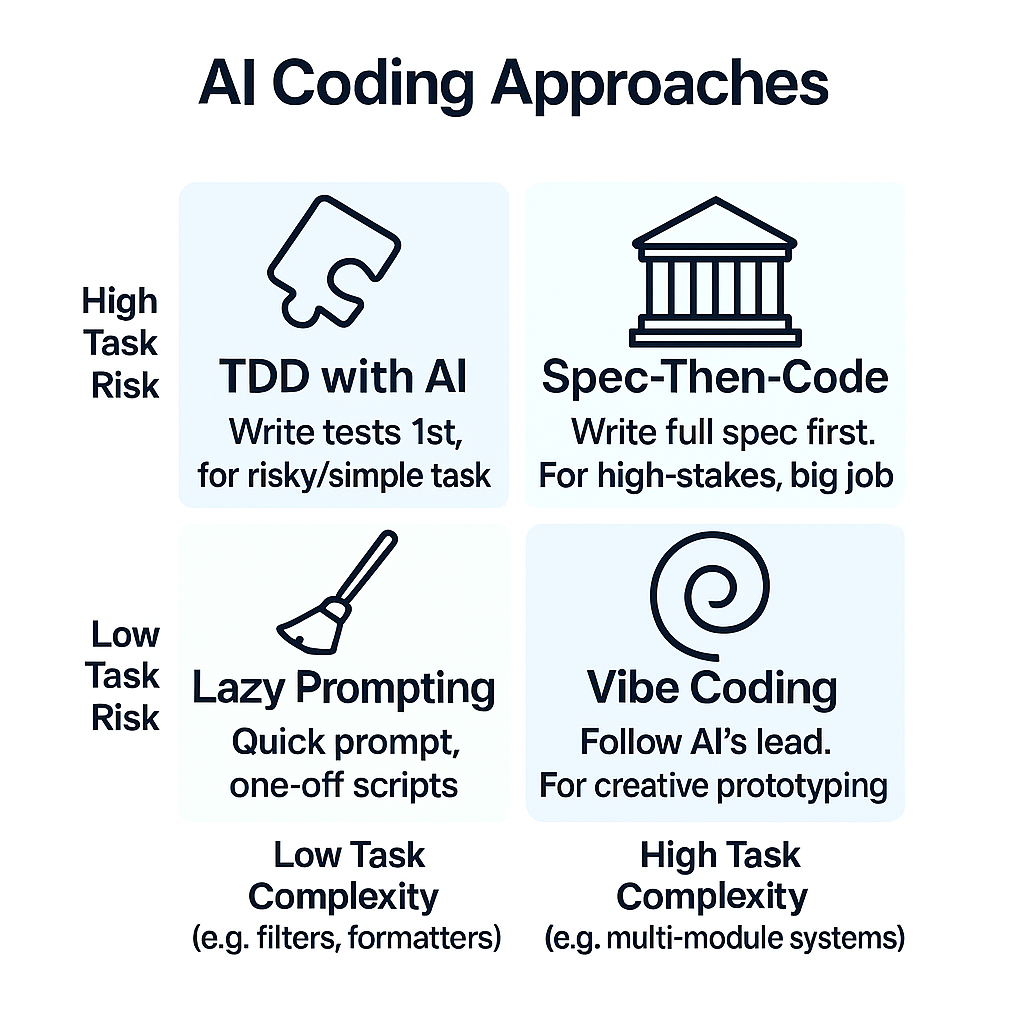 AI Coding Approaches
High
Task
Risk
TDD with AI
Write tests 1st,
for risky/simple task
Spec-Then-Code
Write full spec first.
For high-stakes, big job
Low
Task
Risk
Lazy Prompting
Quick prompt,
one-off scripts
Vibe Coding
Follow AI’s lead.
For creative prototyping
Low Task
Complexity
(e.g. filters, formatters)
High Task
Complexity
(e.g. multi-module systems)